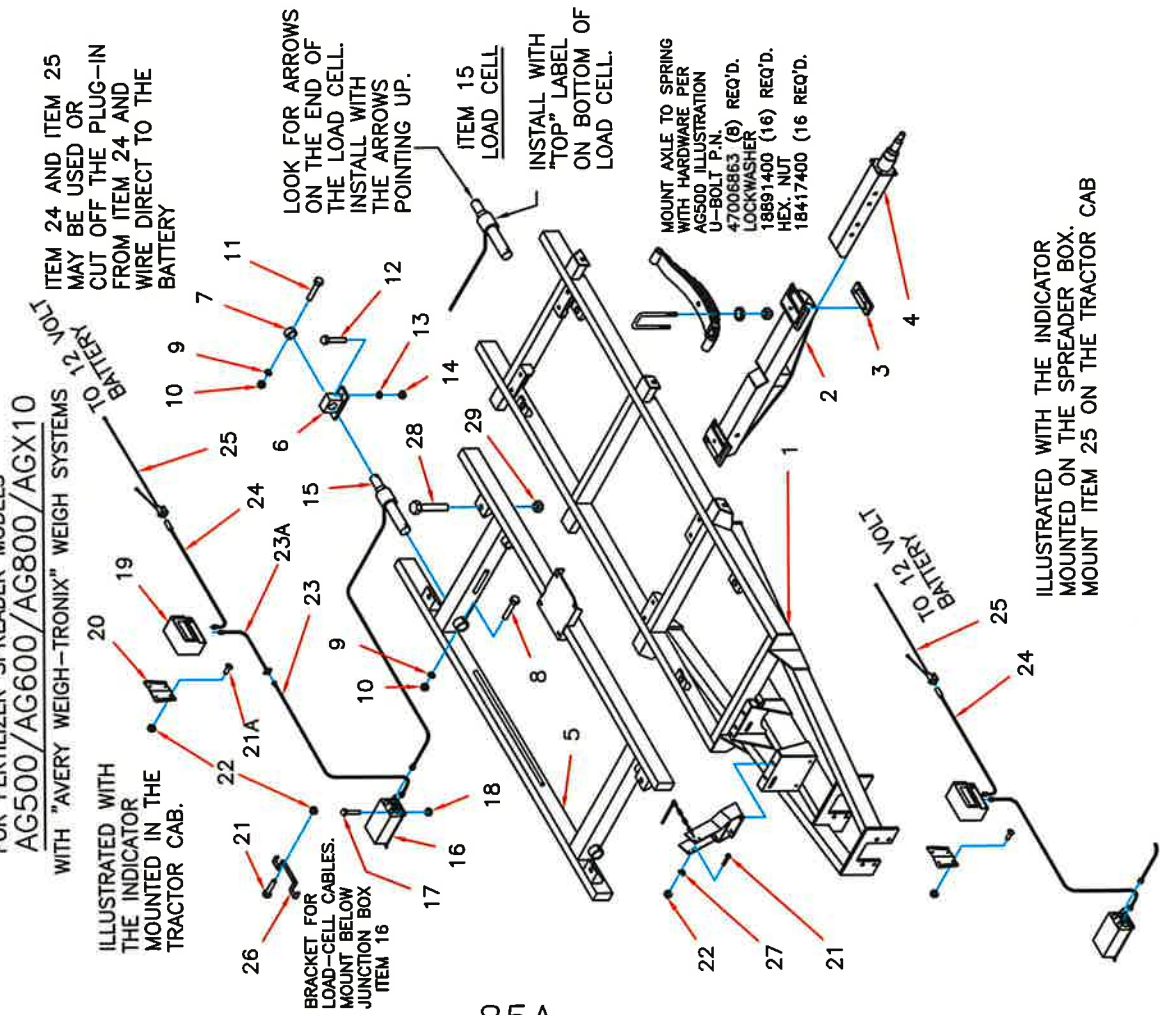 AG500/AG600/AG800/AGX10
WITH "AVERY WEIGH-TRONIX" WEIGH SYSTEMS
ILLUSTRATED WITH
THE INDICATOR
MOUNTED IN THE
TRACTOR CAB.
TO 12 VOLT
BATTERY
ITEM 24 AND ITEM 25
MAY BE USED OR
CUT OFF THE PLUG-IN
FROM ITEM 24 AND
WIRE DIRECT TO THE
BATTERY
LOOK FOR ARROWS
ON THE END OF
THE LOAD CELL.
INSTALL WITH
THE ARROWS
POINTING UP.
ITEM 15
LOAD CELL
INSTALL WITH
"TOP" LABEL
ON BOTTOM OF
LOAD CELL.
MOUNT AXLE TO SPRING
WITH HARDWARE PER
AG500 ILLUSTRATION
U-BOLT P.N.
47006863 (8) REQ'D.
LOCKWASHER
18891400 (16) REQ'D.
HEX. NUT
18417400 (16 REQ'D.
BRACKET FOR
LOAD-CELL CABLES.
MOUNT BELOW
JUNCTION BOX
ITEM 16
20
19
25
24
23A
23
21A
22
21
26
10
9
7
11
12
6
13
14
15
28
29
9
10
8
5
18
16
17
1
2
3
4
22
27
21
TO 12 VOLT
BATTERY
25
24
ILLUSTRATED WITH THE INDICATOR
MOUNTED ON THE SPREADER BOX.
MOUNT ITEM 25 ON THE TRACTOR CAB